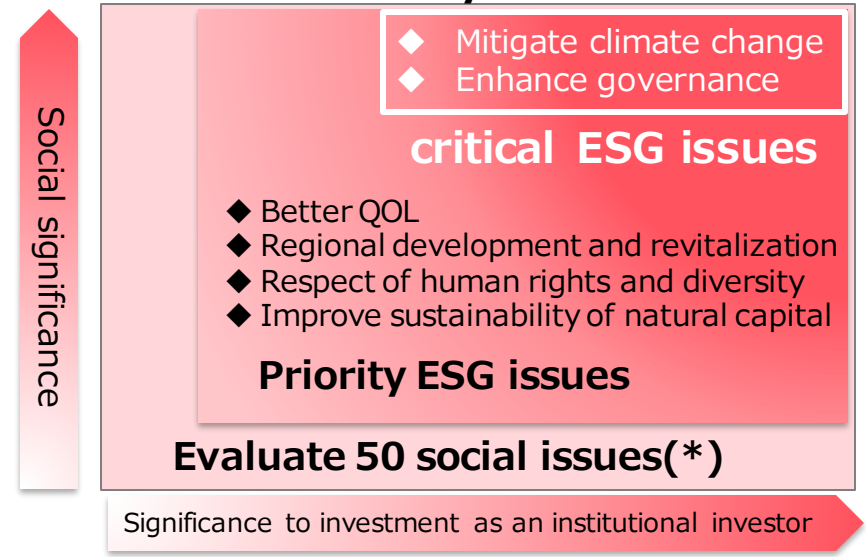 ◆ Mitigate climate change
◆ Enhance governance
critical ESG issues
◆ Better QOL
◆ Regional development and revitalization
◆ Respect of human rights and diversity
◆ Improve sustainability of natural capital
Priority ESG issues
Evaluate 50 social issues(*)
Social significance
Significance to investment as an institutional investor